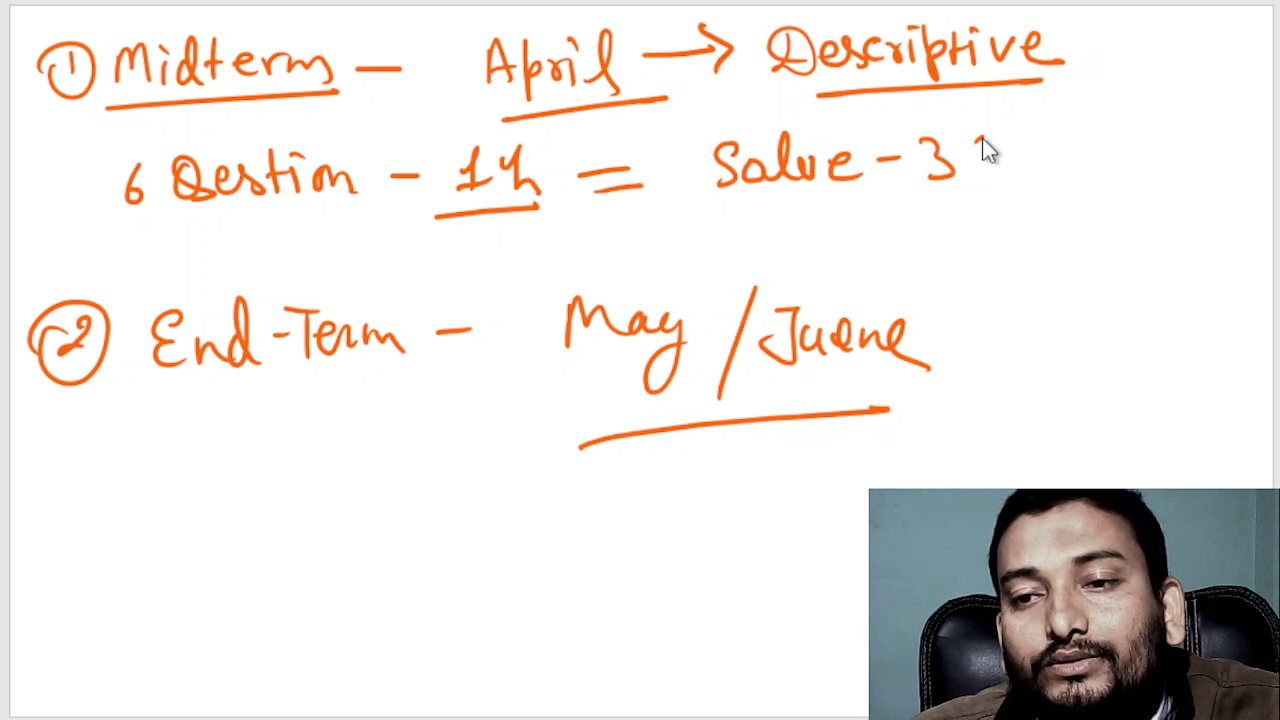 ① Midterm - April → Descriptive
6 Qestion - 1h = Solve - 3
② End-Term - May / Juene